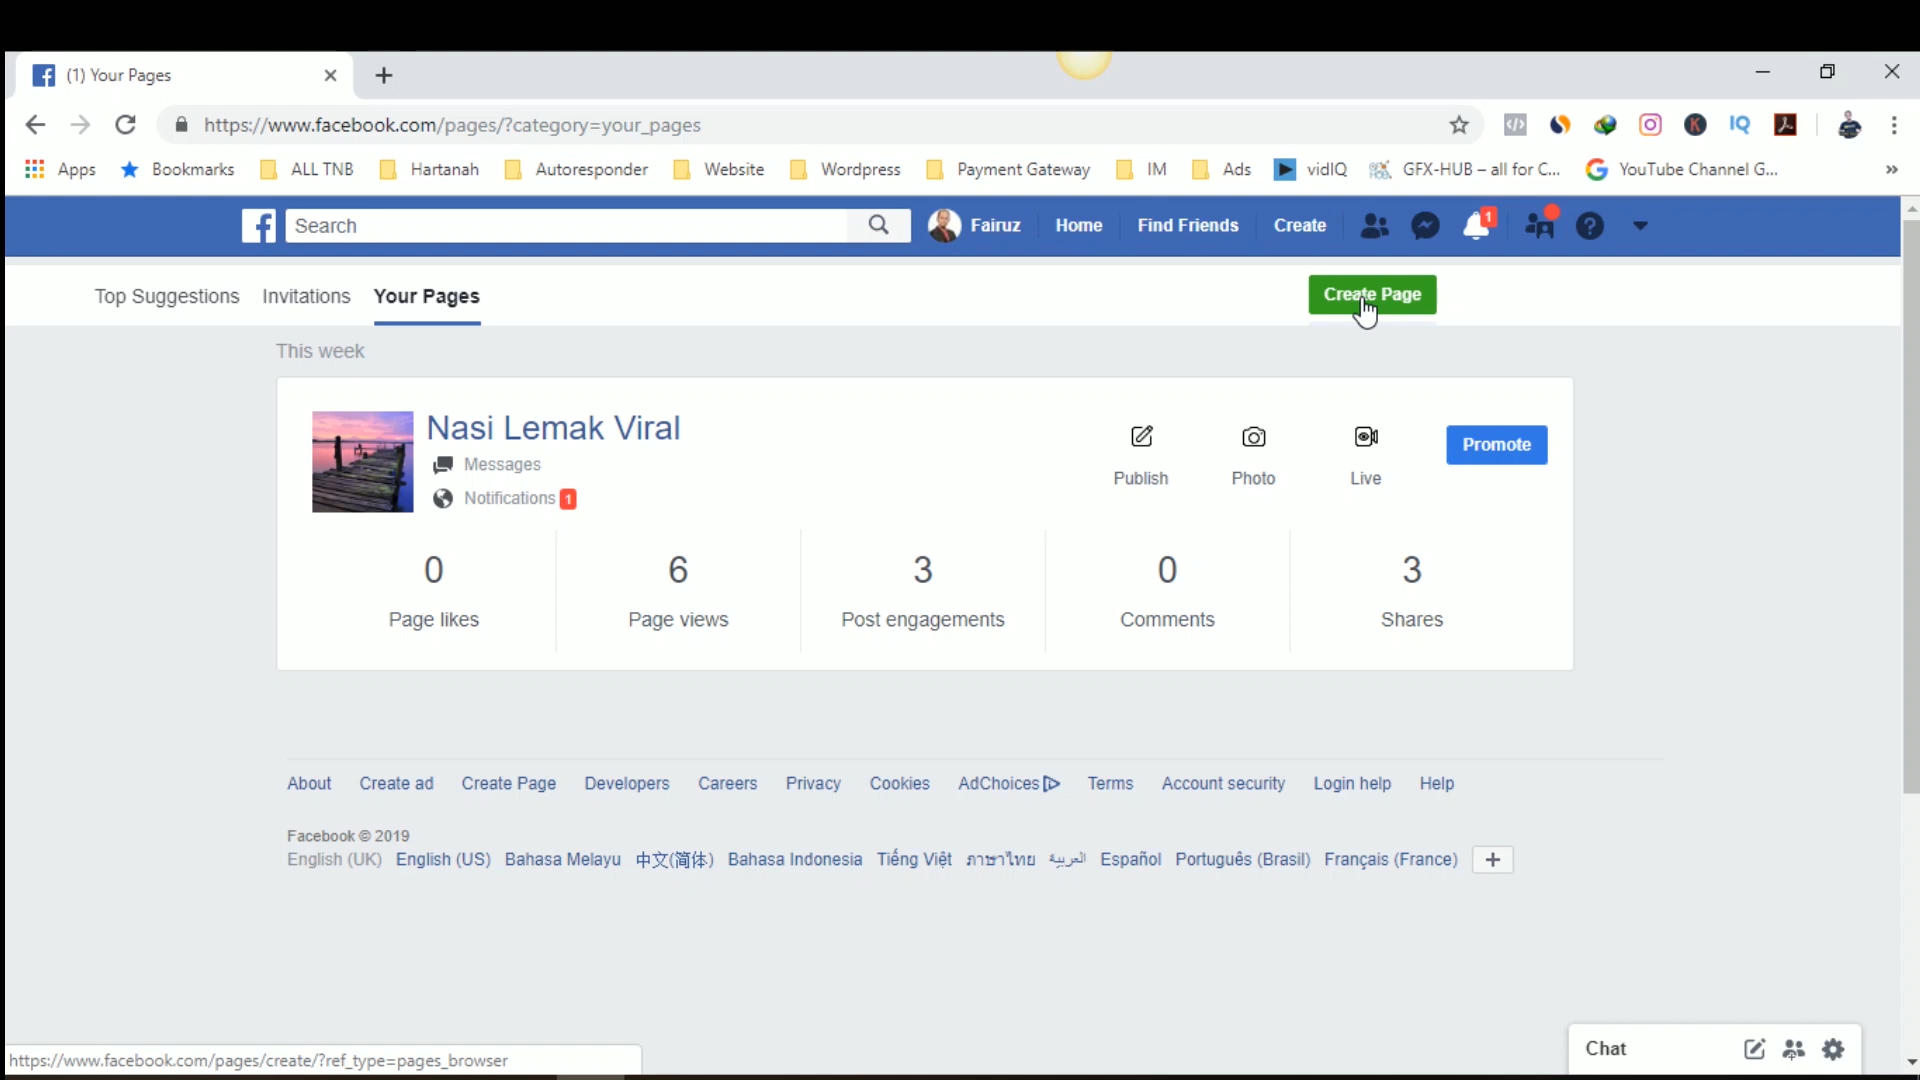 (1) Your Pages
https://www.facebook.com/pages/?category=your_pages
Apps Bookmarks ALL TNB Hartanah Autoresponder Website Wordpress Payment Gateway IM Ads vidIQ GFX-HUB – all for C... YouTube Channel G... »
Search Fairuz Home Find Friends Create 1
Top Suggestions Invitations Your Pages Create Page
This week
Nasi Lemak Viral
Messages
Notifications 1
Publish Photo Live Promote
0 6 3 0 3
Page likes Page views Post engagements Comments Shares
About Create ad Create Page Developers Careers Privacy Cookies AdChoices Terms Account security Login help Help
Facebook © 2019
English (UK) English (US) Bahasa Melayu 中文(简体) Bahasa Indonesia Tiếng Việt ภาษาไทย العربية Español Português (Brasil) Français (France) +
Chat
https://www.facebook.com/pages/create/?ref_type=pages_browser